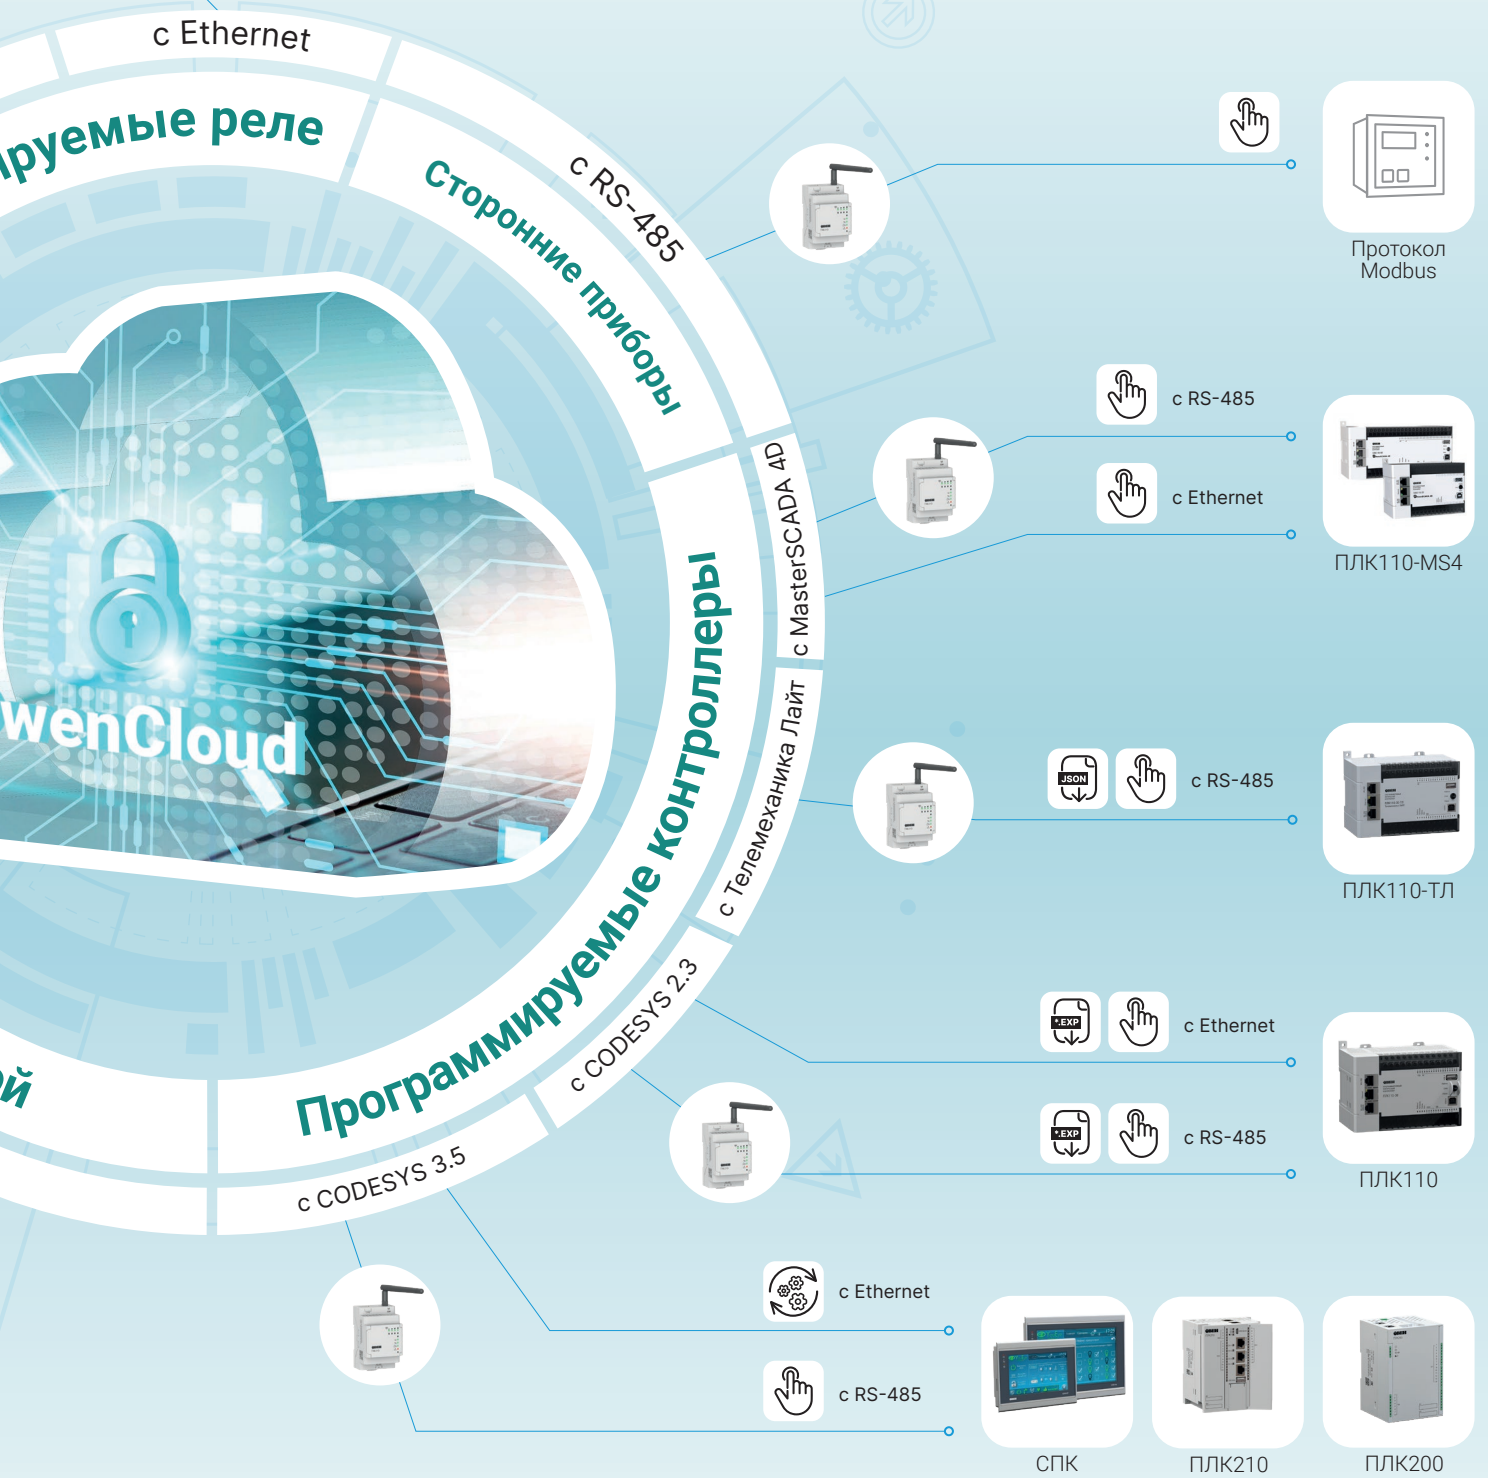 с Ethernet
руемые реле
Сторонние приборы
с RS-485
Протокол
Modbus
с RS-485
с Ethernet
ПЛК110-MS4
с MasterSCADA 4D
Программируемые контроллеры
wenCloud
с Телемеханика Лайт
JSON
с RS-485
ПЛК110-ТЛ
с CODESYS 2.3
*.EXP
с Ethernet
*.EXP
с RS-485
ПЛК110
ой
с CODESYS 3.5
с Ethernet
с RS-485
СПК
ПЛК210
ПЛК200